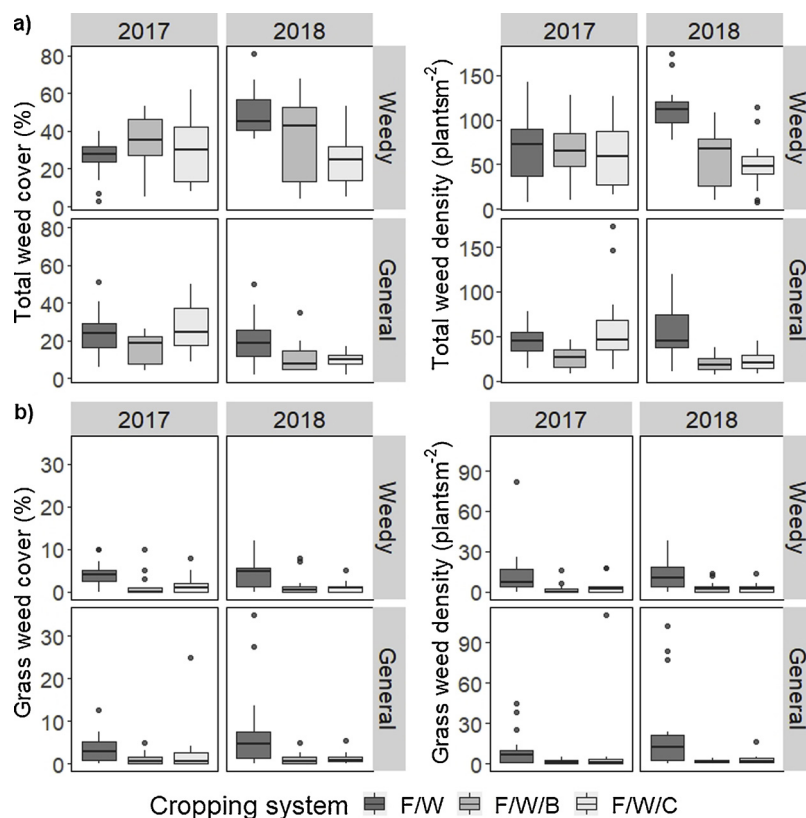 a)
2017 2018
Total weed cover (%)
80
60
40
20
0
Weedy
80
60
40
20
0
General
2017 2018
Total weed density (plantsm-2)
150
100
50
0
Weedy
150
100
50
0
General
b)
2017 2018
Grass weed cover (%)
30
20
10
0
Weedy
30
20
10
0
General
2017 2018
Grass weed density (plantsm-2)
90
60
30
0
Weedy
90
60
30
0
General
Cropping system F/W F/W/B F/W/C